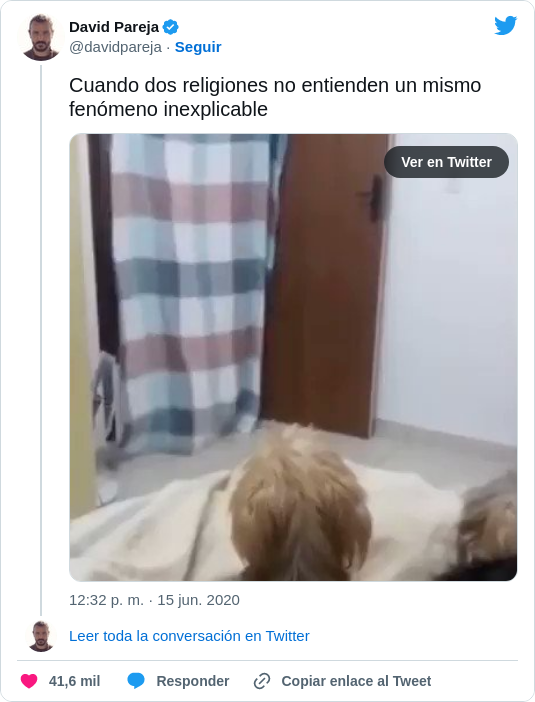 David Pareja
@davidpareja · Seguir
Cuando dos religiones no entienden un mismo
fenómeno inexplicable
Ver en Twitter
12:32 p. m. · 15 jun. 2020
Leer toda la conversación en Twitter
41,6 mil Responder Copiar enlace al Tweet